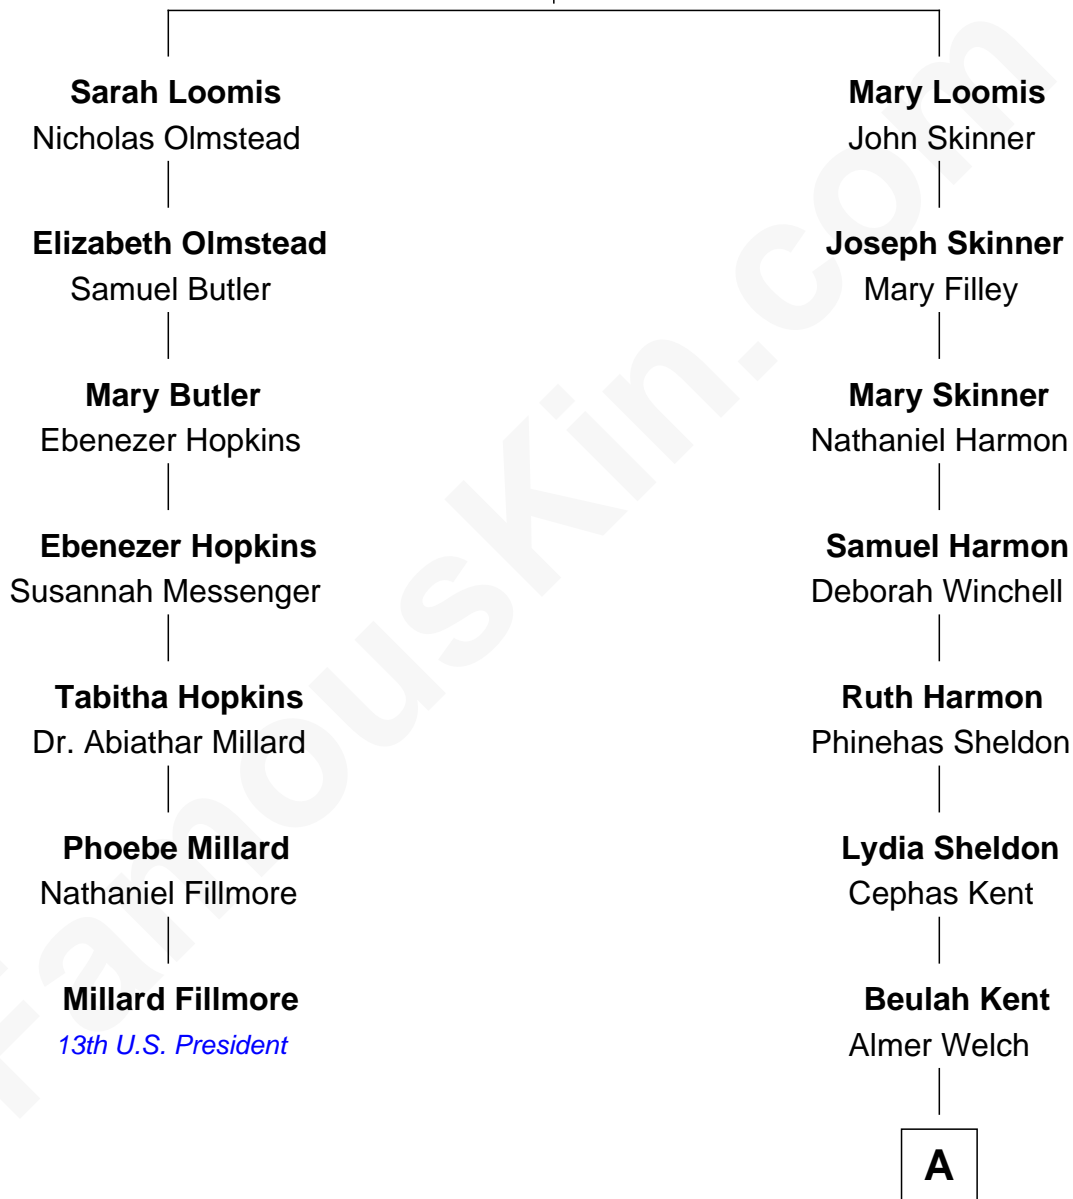 Sarah Loomis
Nicholas Olmstead
Elizabeth Olmstead
Samuel Butler
Mary Butler
Ebenezer Hopkins
Ebenezer Hopkins
Susannah Messenger
Tabitha Hopkins
Dr. Abiathar Millard
Phoebe Millard
Nathaniel Fillmore
Millard Fillmore
13th U.S. President
Mary Loomis
John Skinner
Joseph Skinner
Mary Filley
Mary Skinner
Nathaniel Harmon
Samuel Harmon
Deborah Winchell
Ruth Harmon
Phinehas Sheldon
Lydia Sheldon
Cephas Kent
Beulah Kent
Almer Welch
A
FamousKin.com